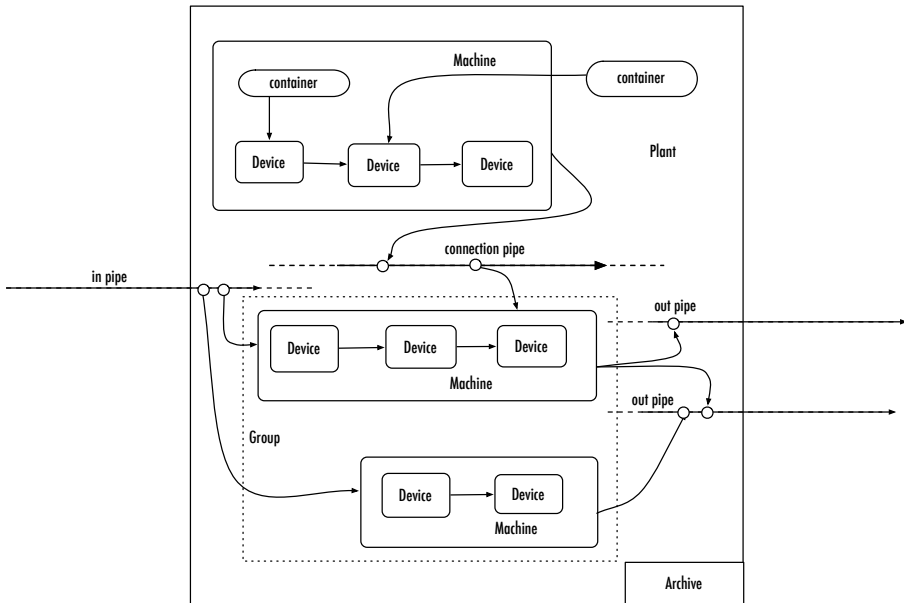 Machine
container
container
Device
Device
Device
Plant
connection pipe
in pipe
out pipe
Device
Device
Device
Machine
out pipe
Group
Device
Device
Machine
Archive